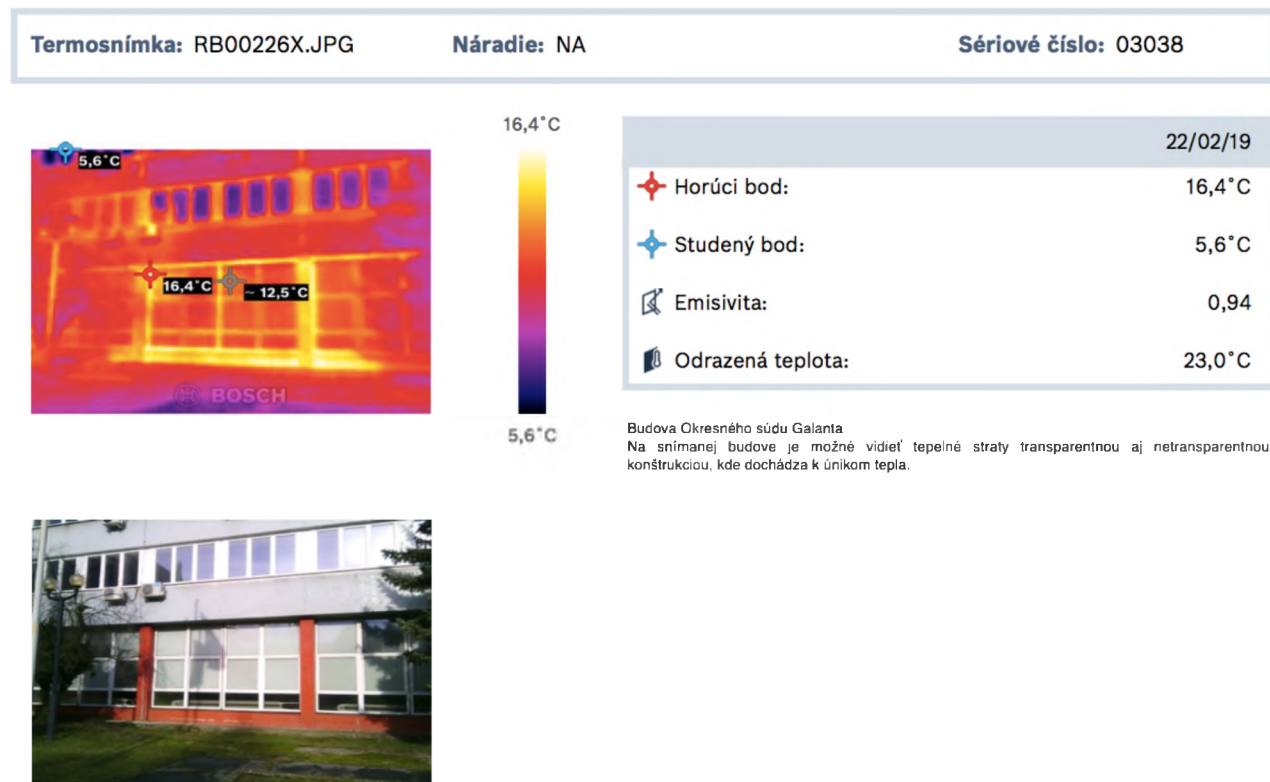 Termosnímka: RB00226X.JPG Náradie: NA Sériové číslo: 03038
16,4°C
5,6°C
16,4°C
~ 12,5°C
BOSCH
5,6°C
22/02/19
Horúci bod: 16,4°C
Studený bod: 5,6°C
Emisivita: 0,94
Odrazená teplota: 23,0°C
Budova Okresného súdu Galanta
Na snímanej budove je možné vidieť tepelné straty transparentnou aj netransparentnou
konštrukciou, kde dochádza k únikom tepla.